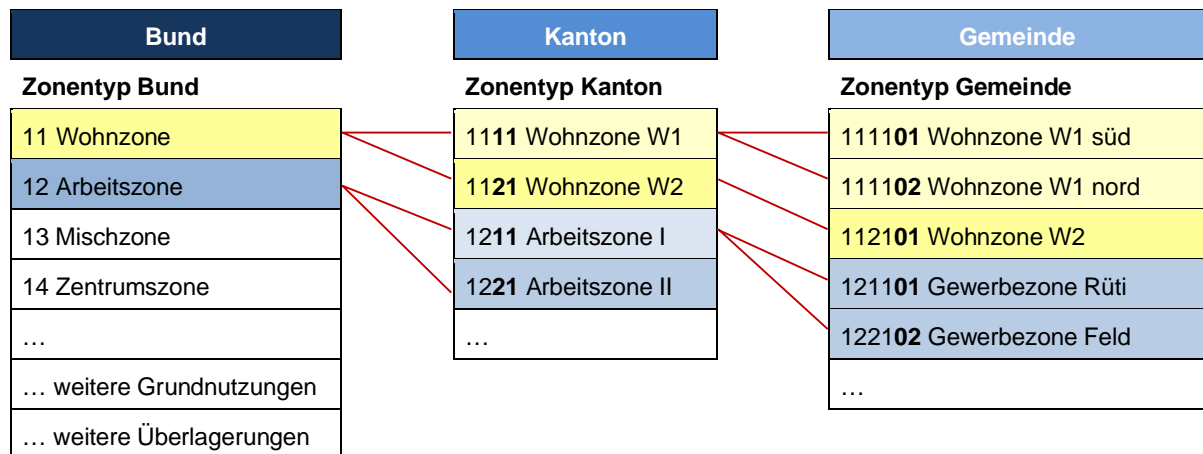 Bund
Kanton
Gemeinde
Zonentyp Bund
Zonentyp Kanton
Zonentyp Gemeinde
11 Wohnzone
1111 Wohnzone W1
111101 Wohnzone W1 süd
12 Arbeitszone
1121 Wohnzone W2
111102 Wohnzone W1 nord
13 Mischzone
1211 Arbeitszone I
112101 Wohnzone W2
14 Zentrumszone
1221 Arbeitszone II
121101 Gewerbezone Rüti
…
…
122102 Gewerbezone Feld
… weitere Grundnutzungen
…
… weitere Überlagerungen